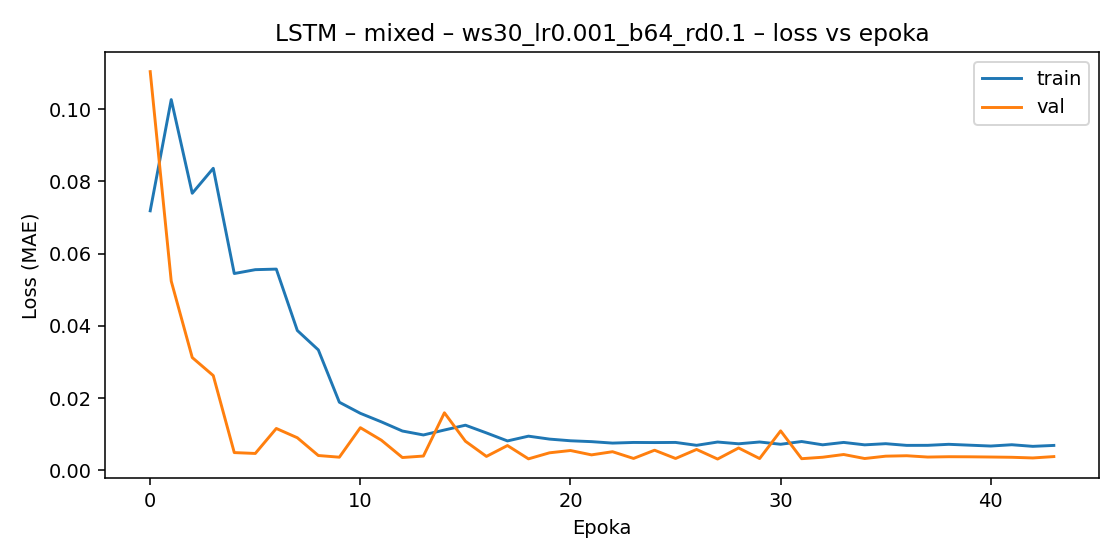 LSTM – mixed – ws30_lr0.001_b64_rd0.1 – loss vs epoka
train
val
Loss (MAE)
0.10
0.08
0.06
0.04
0.02
0.00
0 10 20 30 40
Epoka